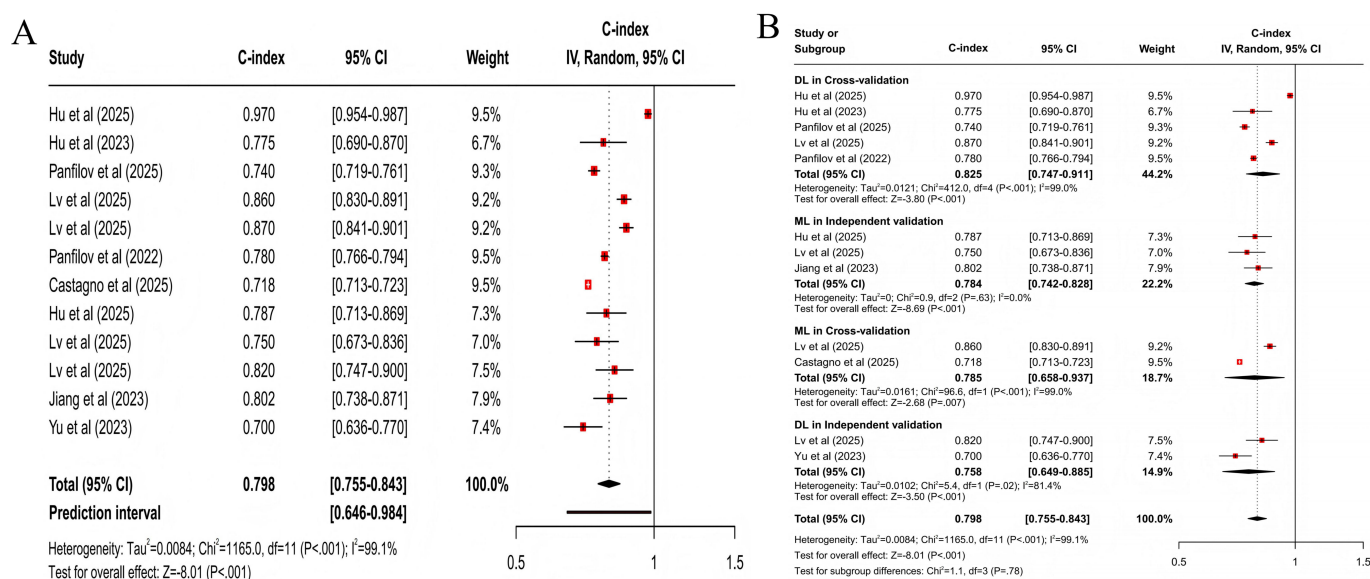 A
C-index
Study C-index 95% CI Weight IV, Random, 95% CI
Hu et al (2025) 0.970 [0.954-0.987] 9.5%
Hu et al (2023) 0.775 [0.690-0.870] 6.7%
Panfilov et al (2025) 0.740 [0.719-0.761] 9.3%
Lv et al (2025) 0.860 [0.830-0.891] 9.2%
Lv et al (2025) 0.870 [0.841-0.901] 9.2%
Panfilov et al (2022) 0.780 [0.766-0.794] 9.5%
Castagno et al (2025) 0.718 [0.713-0.723] 9.5%
Hu et al (2025) 0.787 [0.713-0.869] 7.3%
Lv et al (2025) 0.750 [0.673-0.836] 7.0%
Lv et al (2025) 0.820 [0.747-0.900] 7.5%
Jiang et al (2023) 0.802 [0.738-0.871] 7.9%
Yu et al (2023) 0.700 [0.636-0.770] 7.4%
Total (95% CI) 0.798 [0.755-0.843] 100.0%
Prediction interval [0.646-0.984]
Heterogeneity: Tau²=0.0084; Chi²=1165.0, df=11 (P<.001); I²=99.1%
Test for overall effect: Z=-8.01 (P<.001)
0.5 1 1.5
B
Study or C-index
Subgroup C-index 95% CI Weight IV, Random, 95% CI
DL in Cross-validation
Hu et al (2025) 0.970 [0.954-0.987] 9.5%
Hu et al (2023) 0.775 [0.690-0.870] 6.7%
Panfilov et al (2025) 0.740 [0.719-0.761] 9.3%
Lv et al (2025) 0.870 [0.841-0.901] 9.2%
Panfilov et al (2022) 0.780 [0.766-0.794] 9.5%
Total (95% CI) 0.825 [0.747-0.911] 44.2%
Heterogeneity: Tau²=0.0121; Chi²=412.0, df=4 (P<.001); I²=99.0%
Test for overall effect: Z=-3.80 (P<.001)
ML in Independent validation
Hu et al (2025) 0.787 [0.713-0.869] 7.3%
Lv et al (2025) 0.750 [0.673-0.836] 7.0%
Jiang et al (2023) 0.802 [0.738-0.871] 7.9%
Total (95% CI) 0.784 [0.742-0.828] 22.2%
Heterogeneity: Tau²=0; Chi²=0.9, df=2 (P=.63); I²=0.0%
Test for overall effect: Z=-8.69 (P<.001)
ML in Cross-validation
Lv et al (2025) 0.860 [0.830-0.891] 9.2%
Castagno et al (2025) 0.718 [0.713-0.723] 9.5%
Total (95% CI) 0.785 [0.658-0.937] 18.7%
Heterogeneity: Tau²=0.0161; Chi²=96.6, df=1 (P<.001); I²=99.0%
Test for overall effect: Z=-2.68 (P=.007)
DL in Independent validation
Lv et al (2025) 0.820 [0.747-0.900] 7.5%
Yu et al (2023) 0.700 [0.636-0.770] 7.4%
Total (95% CI) 0.758 [0.649-0.885] 14.9%
Heterogeneity: Tau²=0.0102; Chi²=5.4, df=1 (P=.02); I²=81.4%
Test for overall effect: Z=-3.50 (P<.001)
Total (95% CI) 0.798 [0.755-0.843] 100.0%
Heterogeneity: Tau²=0.0084; Chi²=1165.0, df=11 (P<.001); I²=99.1%
Test for overall effect: Z=-8.01 (P<.001)
Test for subgroup differences: Chi²=1.1, df=3 (P=.78)
0.5 1 1.5